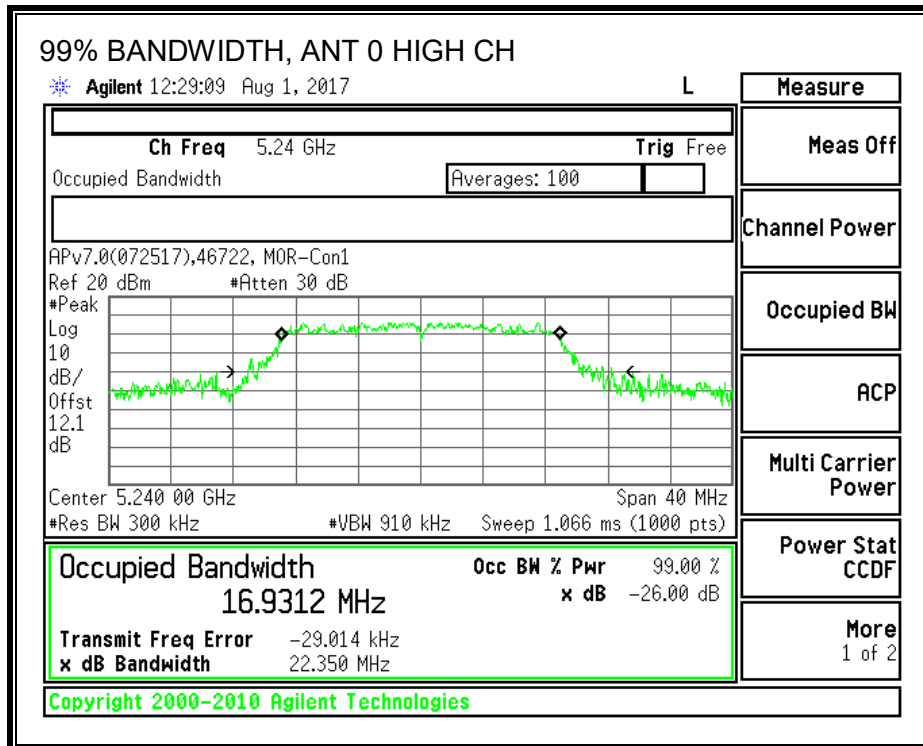 99% BANDWIDTH, ANT 0 HIGH CH
Agilent 12:29:09 Aug 1, 2017 L
Measure
Ch Freq 5.24 GHz Trig Free
Meas Off
Occupied Bandwidth Averages: 100
Channel Power
APv7.0(072517),46722, MOR-Con1
Ref 20 dBm #Atten 30 dB
#Peak
Log
10
dB/
Offst
12.1
dB
Occupied BW
ACP
Multi Carrier
Power
Center 5.240 00 GHz Span 40 MHz
#Res BW 300 kHz #VBW 910 kHz Sweep 1.066 ms (1000 pts)
Power Stat
CCDF
Occupied Bandwidth Occ BW % Pwr 99.00 %
16.9312 MHz x dB -26.00 dB
Transmit Freq Error -29.014 kHz
x dB Bandwidth 22.350 MHz
More
1 of 2
Copyright 2000-2010 Agilent Technologies